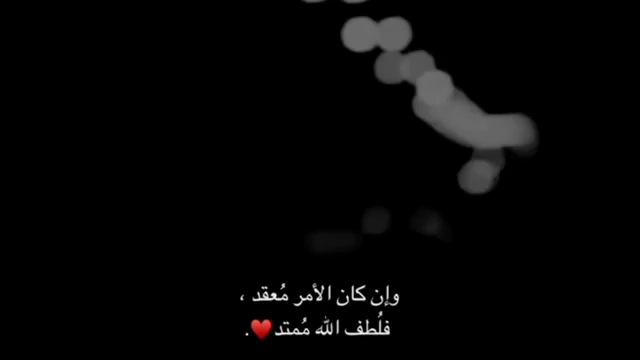 وإن كان الأمر مُعقد ،
فلُطف الله مُمتد♥️.